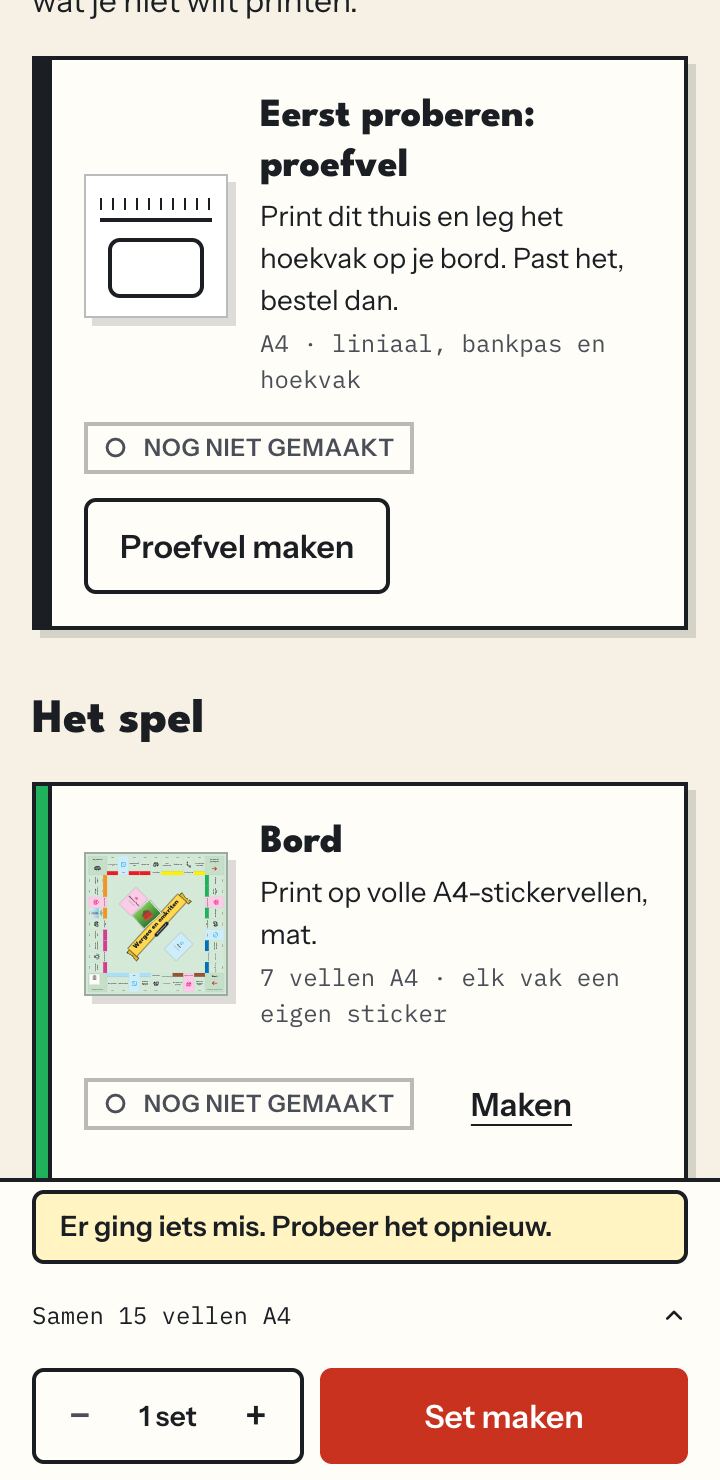 wat je niet wilt printen.
Eerst proberen:
proefvel
Print dit thuis en leg het
hoekvak op je bord. Past het,
bestel dan.
A4 · liniaal, bankpas en
hoekvak
NOG NIET GEMAAKT
Proefvel maken
Het spel
Bord
Print op volle A4-stickervellen,
mat.
7 vellen A4 · elk vak een
eigen sticker
NOG NIET GEMAAKT
Maken
Er ging iets mis. Probeer het opnieuw.
Samen 15 vellen A4
− 1 set +
Set maken